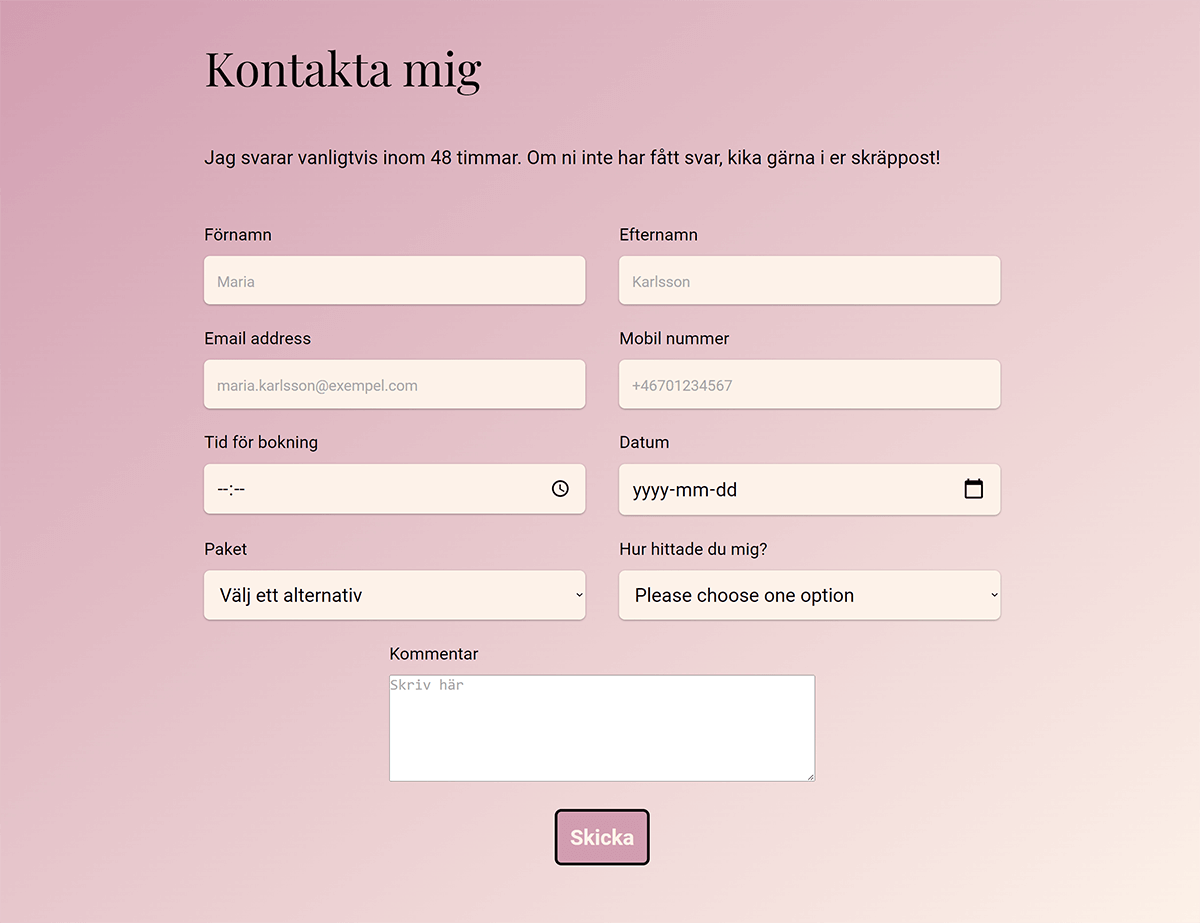 Kontakta mig
Jag svarar vanligtvis inom 48 timmar. Om ni inte har fått svar, kika gärna i er skräppost!
Förnamn
Efternamn
Maria
Karlsson
Email address
Mobil nummer
maria.karlsson@exempel.com
+46701234567
Tid för bokning
Datum
--:--
yyyy-mm-dd
Paket
Hur hittade du mig?
Välj ett alternativ
Please choose one option
Kommentar
Skriv här
Skicka